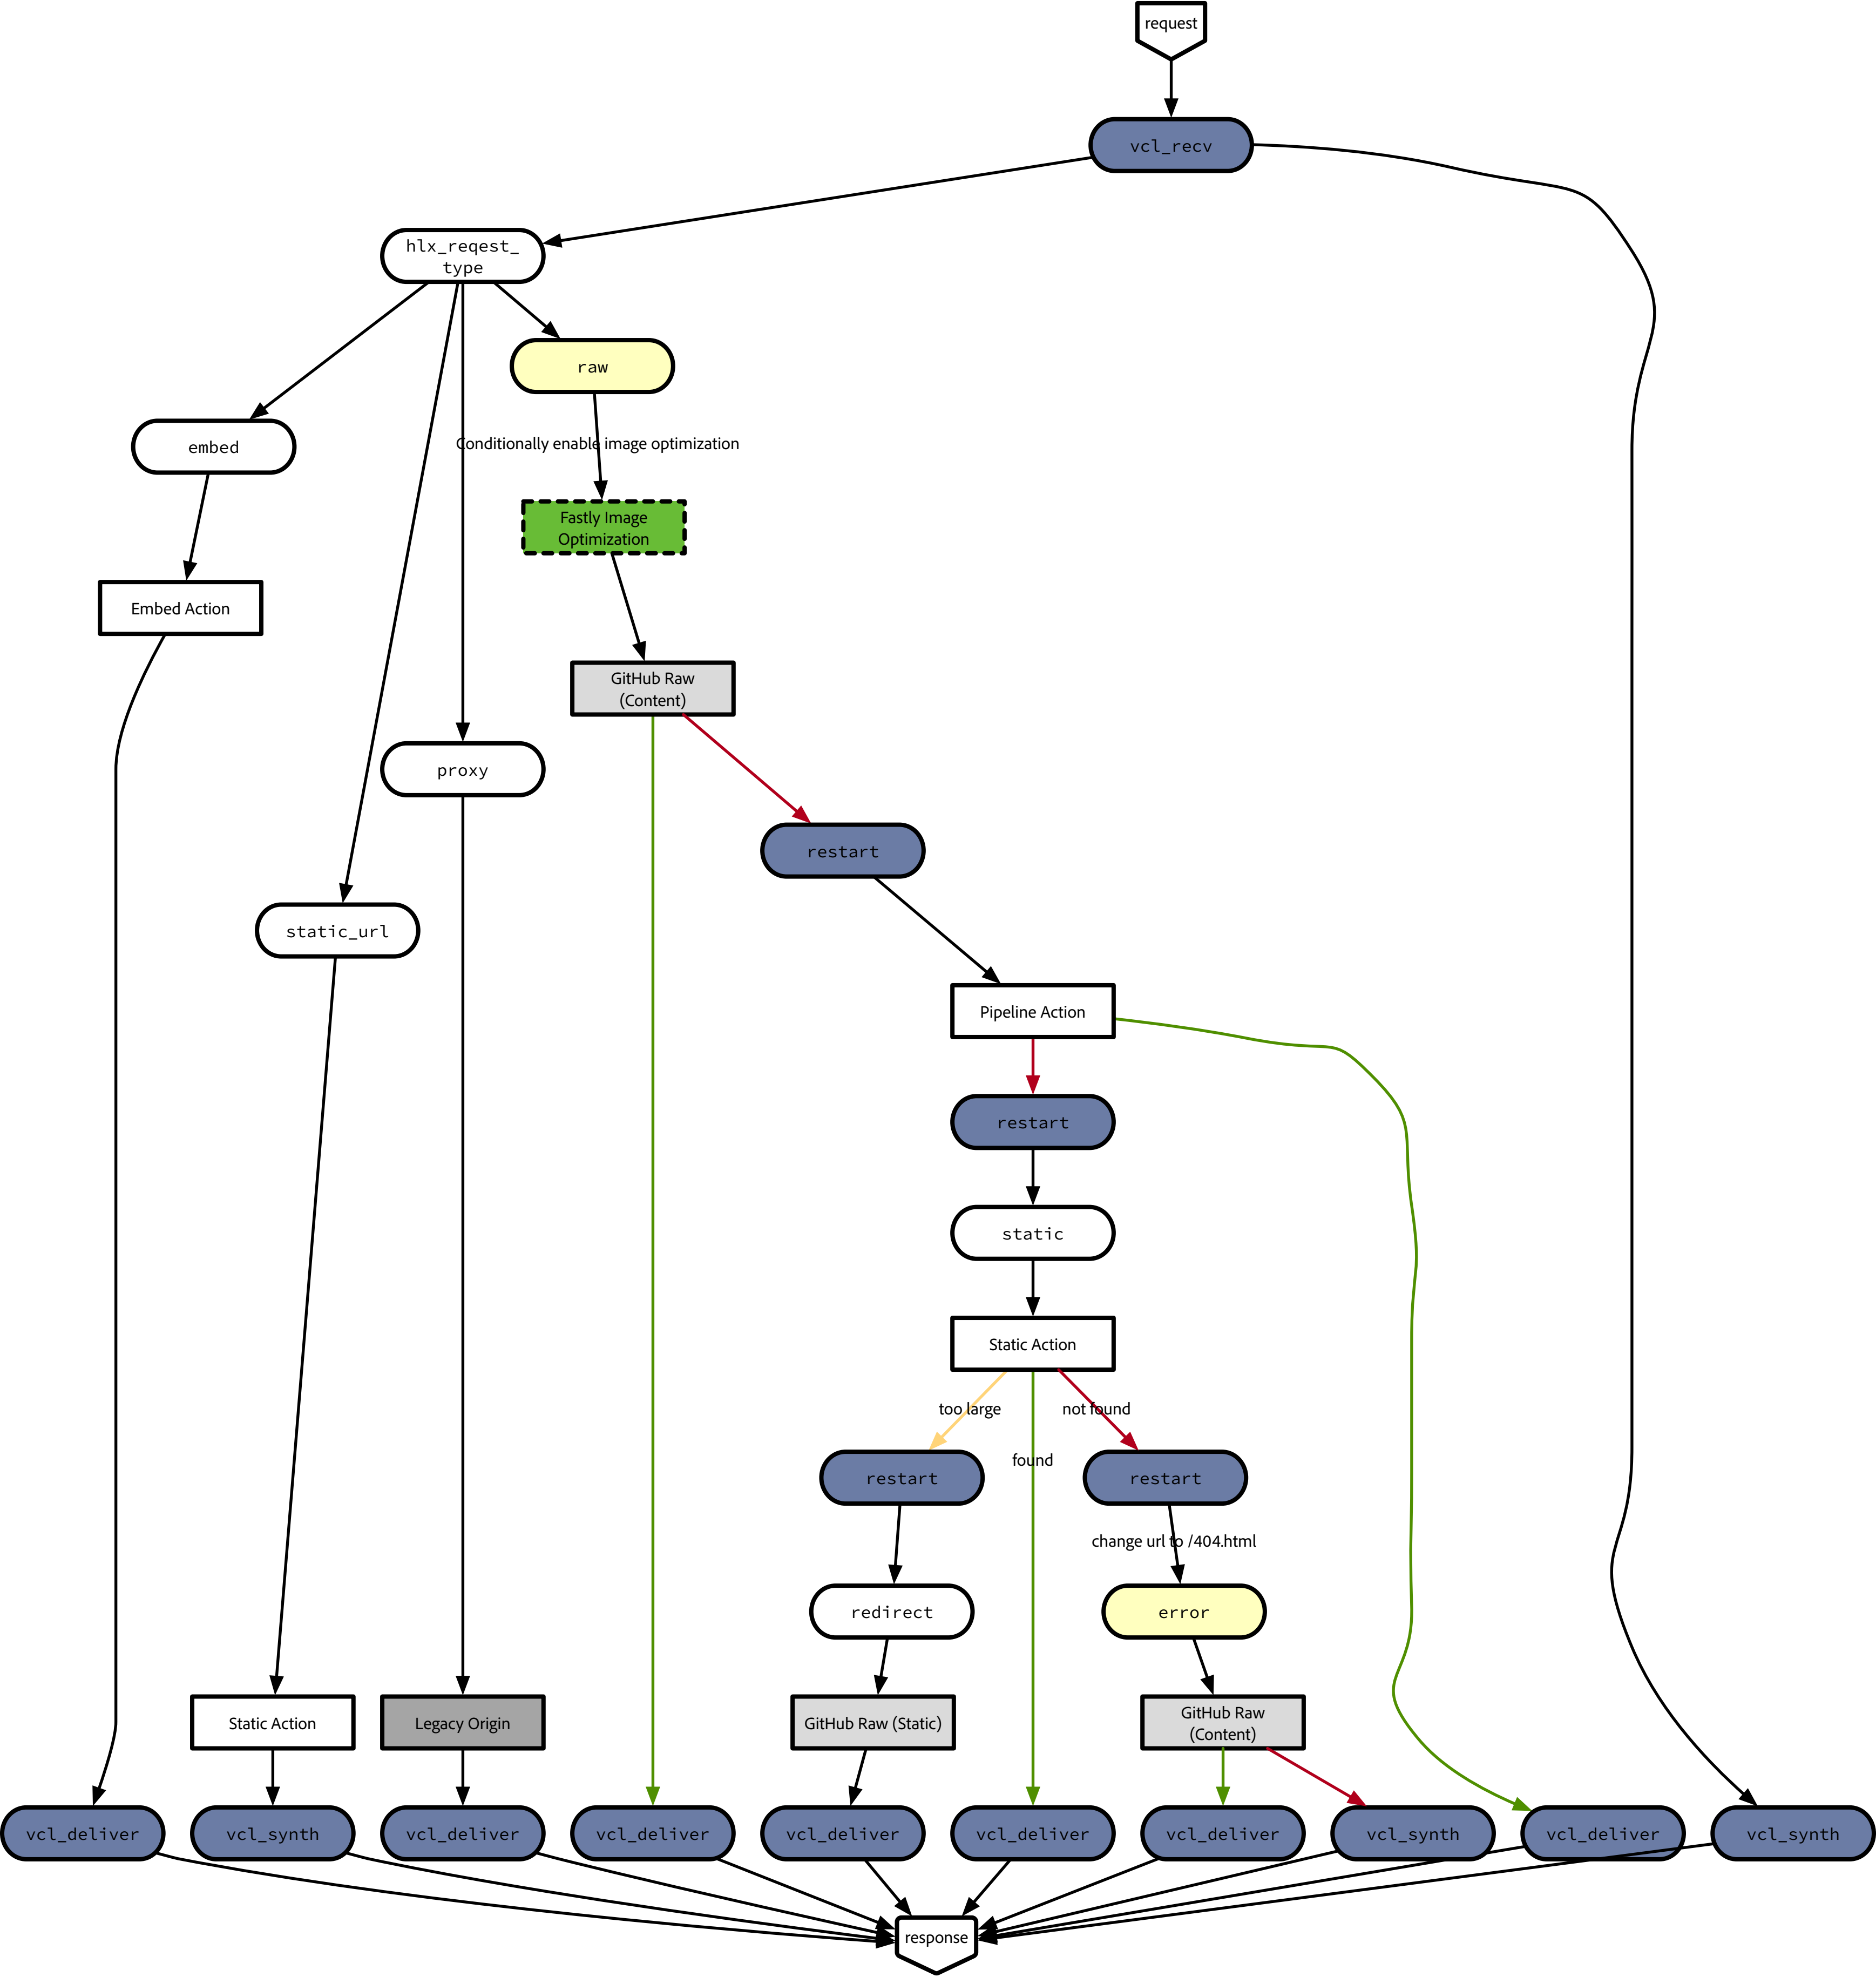 request
vcl_recv
hlx_reqest_
type
raw
Conditionally enable image optimization
embed
Fastly Image
Optimization
Embed Action
GitHub Raw
(Content)
proxy
restart
static_url
Pipeline Action
restart
static
Static Action
too large
not found
found
restart
restart
change url to /404.html
redirect
error
Static Action
Legacy Origin
GitHub Raw (Static)
GitHub Raw
(Content)
vcl_deliver
vcl_synth
vcl_deliver
vcl_deliver
vcl_deliver
vcl_deliver
vcl_deliver
vcl_synth
vcl_deliver
vcl_synth
response